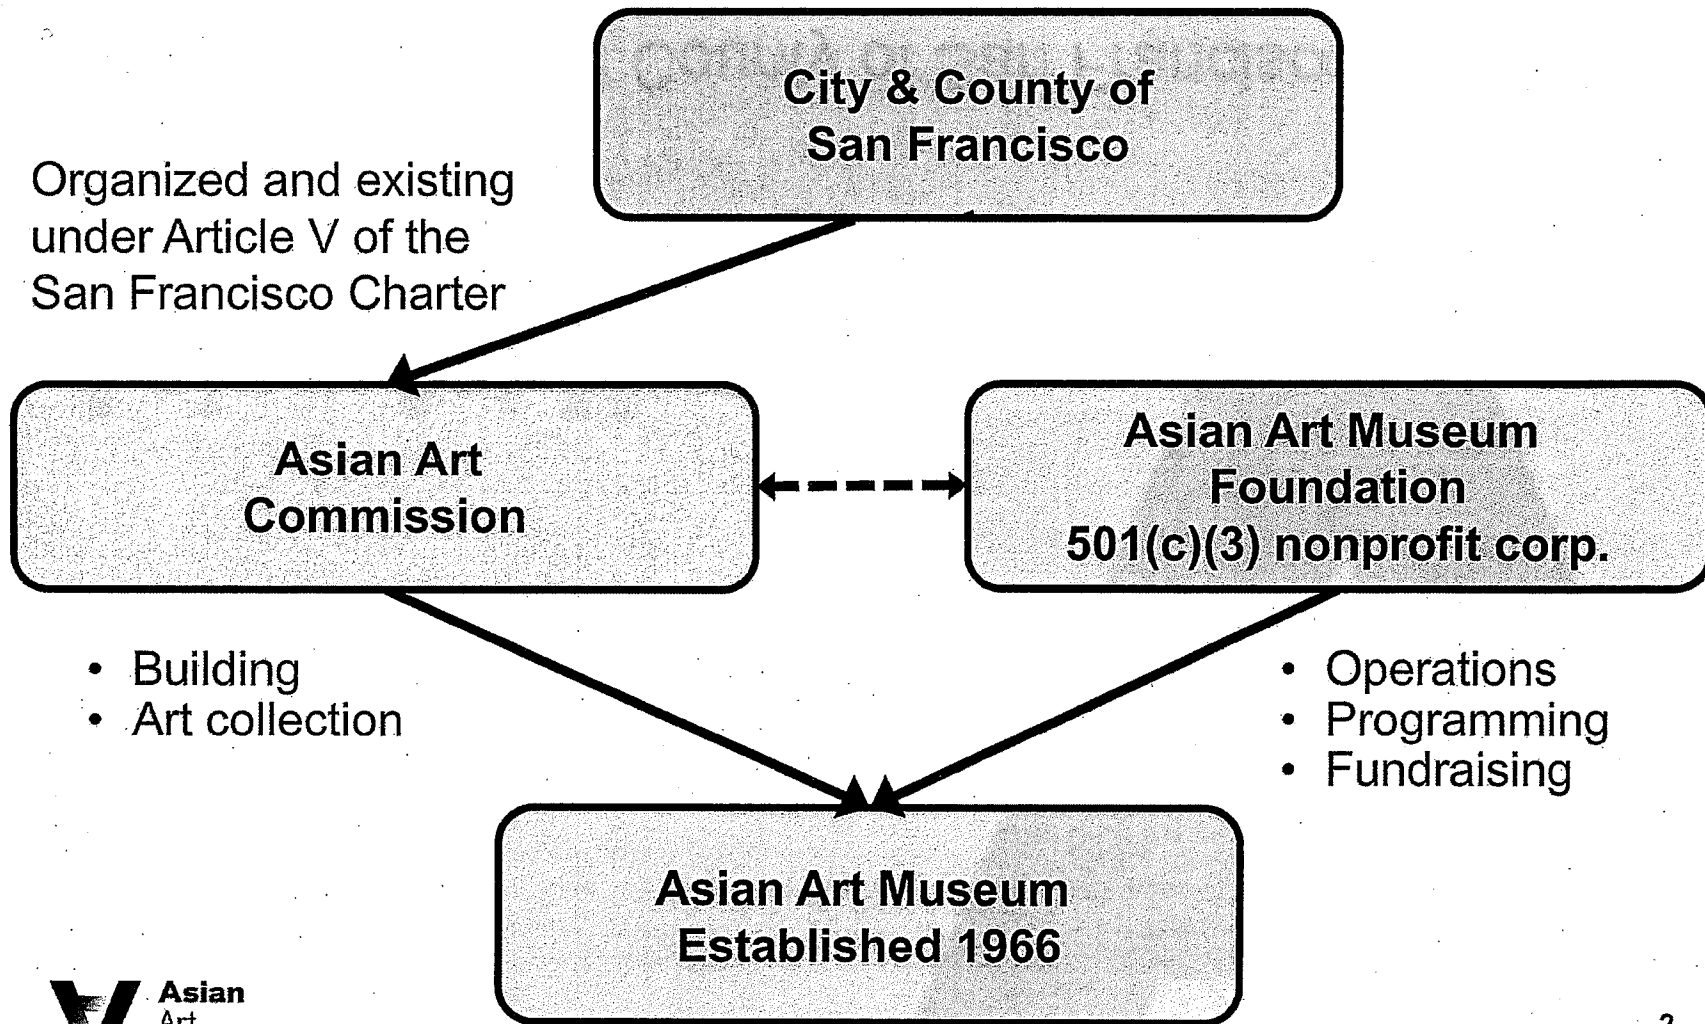 City & County of
San Francisco
Organized and existing
under Article V of the
San Francisco Charter
Asian Art
Commission
Asian Art Museum
Foundation
501(c)(3) nonprofit corp.
• Building
• Art collection
• Operations
• Programming
• Fundraising
Asian Art Museum
Established 1966
Asian
Art
2